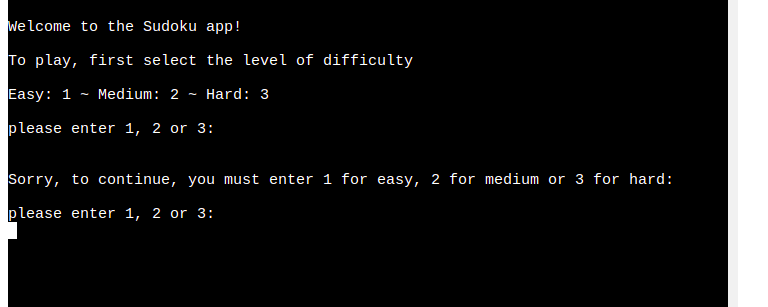 Welcome to the Sudoku app!
To play, first select the level of difficulty
Easy: 1 ~ Medium: 2 ~ Hard: 3
please enter 1, 2 or 3:
Sorry, to continue, you must enter 1 for easy, 2 for medium or 3 for hard:
please enter 1, 2 or 3: